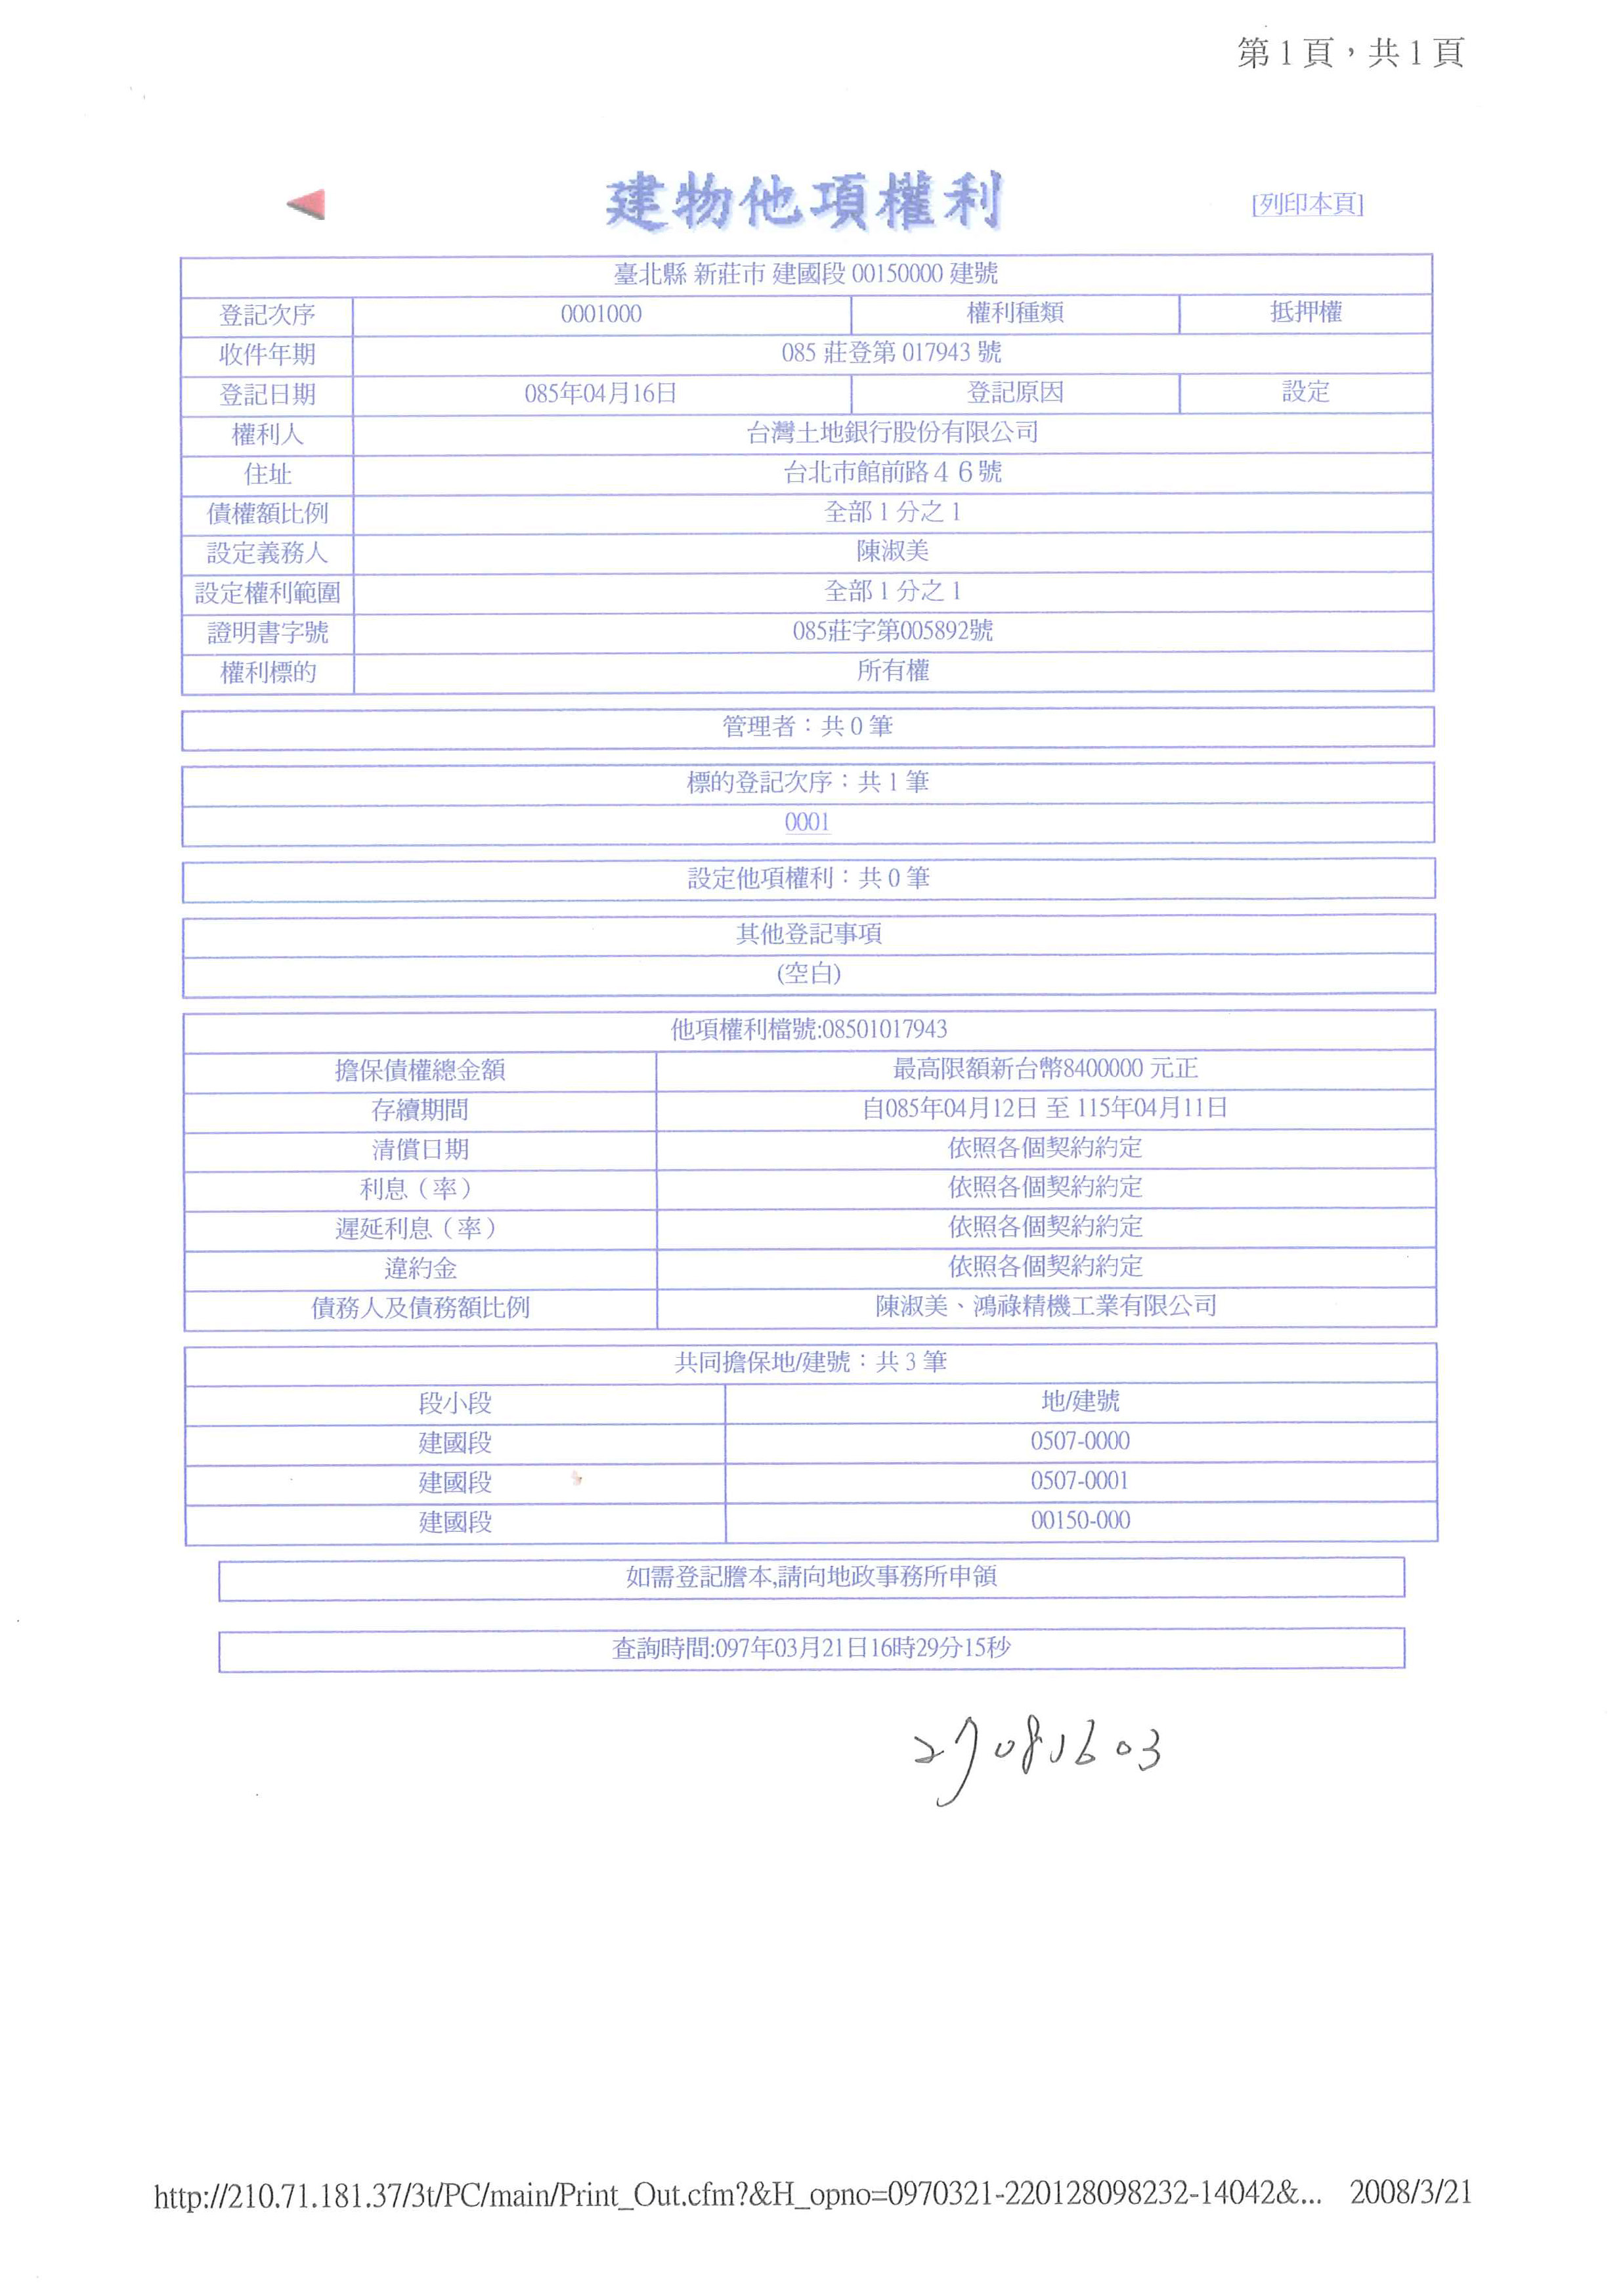 第1頁，共1頁
建物他項權利
[列印本頁]
臺北縣 新莊市 建國段 00150000 建號
登記次序 0001000 權利種類 抵押權
收件年期 085 莊登第 017943 號
登記日期 085年04月16日 登記原因 設定
權利人 台灣土地銀行股份有限公司
住址 台北市館前路４６號
債權額比例 全部 1 分之 1
設定義務人 陳淑美
設定權利範圍 全部 1 分之 1
證明書字號 085莊字第005892號
權利標的 所有權
管理者：共 0 筆
標的登記次序：共 1 筆
0001
設定他項權利：共 0 筆
其他登記事項
(空白)
他項權利檔號:08501017943
擔保債權總金額 最高限額新台幣8400000 元正
存續期間 自085年04月12日 至 115年04月11日
清償日期 依照各個契約約定
利息（率） 依照各個契約約定
遲延利息（率） 依照各個契約約定
違約金 依照各個契約約定
債務人及債務額比例 陳淑美、鴻祿精機工業有限公司
共同擔保地/建號：共 3 筆
段小段 地/建號
建國段 0507-0000
建國段 0507-0001
建國段 00150-000
如需登記謄本,請向地政事務所申領
查詢時間:097年03月21日16時29分15秒
29081603
http://210.71.181.37/3t/PC/main/Print_Out.cfm?&H_opno=0970321-220128098232-14042&... 2008/3/21